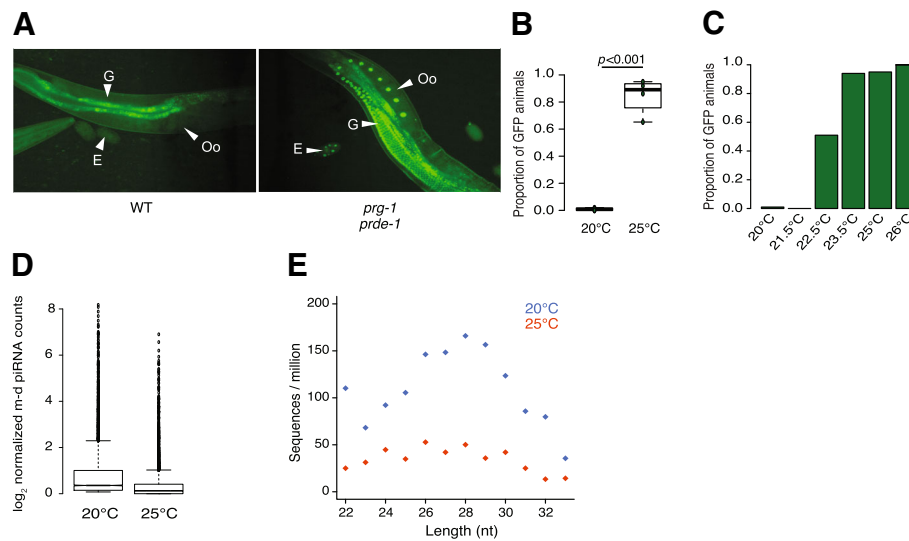 A
G
E
Oo
WT
G
E
Oo
prg-1
prde-1
B
p<0.001
Proportion of GFP animals
1.0
0.8
0.6
0.4
0.2
0.0
20°C
25°C
C
Proportion of GFP animals
1.0
0.8
0.6
0.4
0.2
0.0
20°C
21.5°C
22.5°C
23.5°C
25°C
26°C
D
log2 normalized m-d piRNA counts
8
6
4
2
0
20°C
25°C
E
Sequences / million
200
150
100
50
0
20°C
25°C
22
24
26
28
30
32
Length (nt)